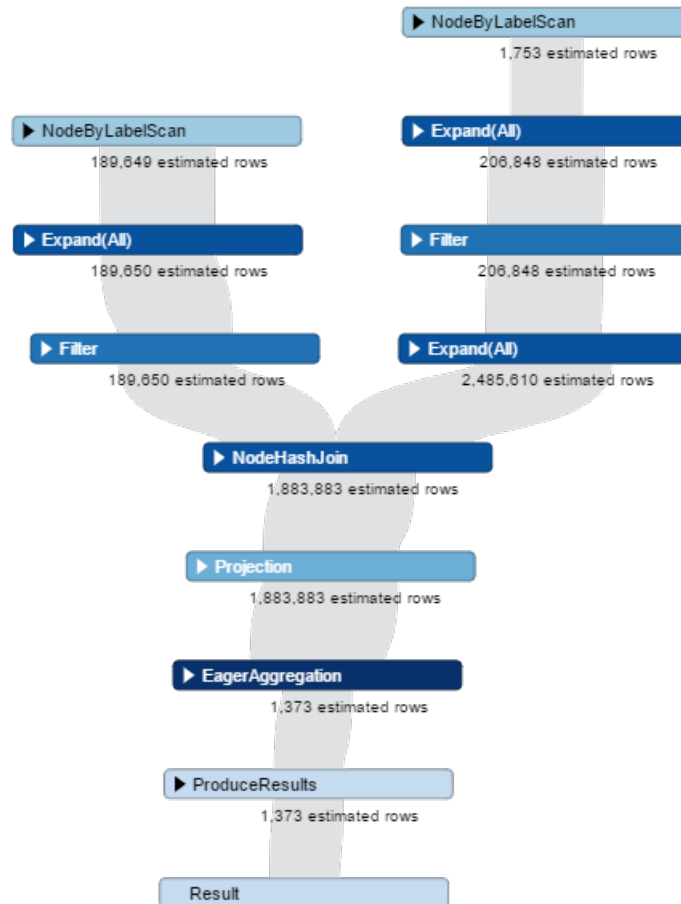 NodeByLabelScan
1,753 estimated rows
NodeByLabelScan
189,649 estimated rows
Expand(All)
206,848 estimated rows
Expand(All)
189,650 estimated rows
Filter
206,848 estimated rows
Filter
189,650 estimated rows
Expand(All)
2,485,610 estimated rows
NodeHashJoin
1,883,883 estimated rows
Projection
1,883,883 estimated rows
EagerAggregation
1,373 estimated rows
ProduceResults
1,373 estimated rows
Result